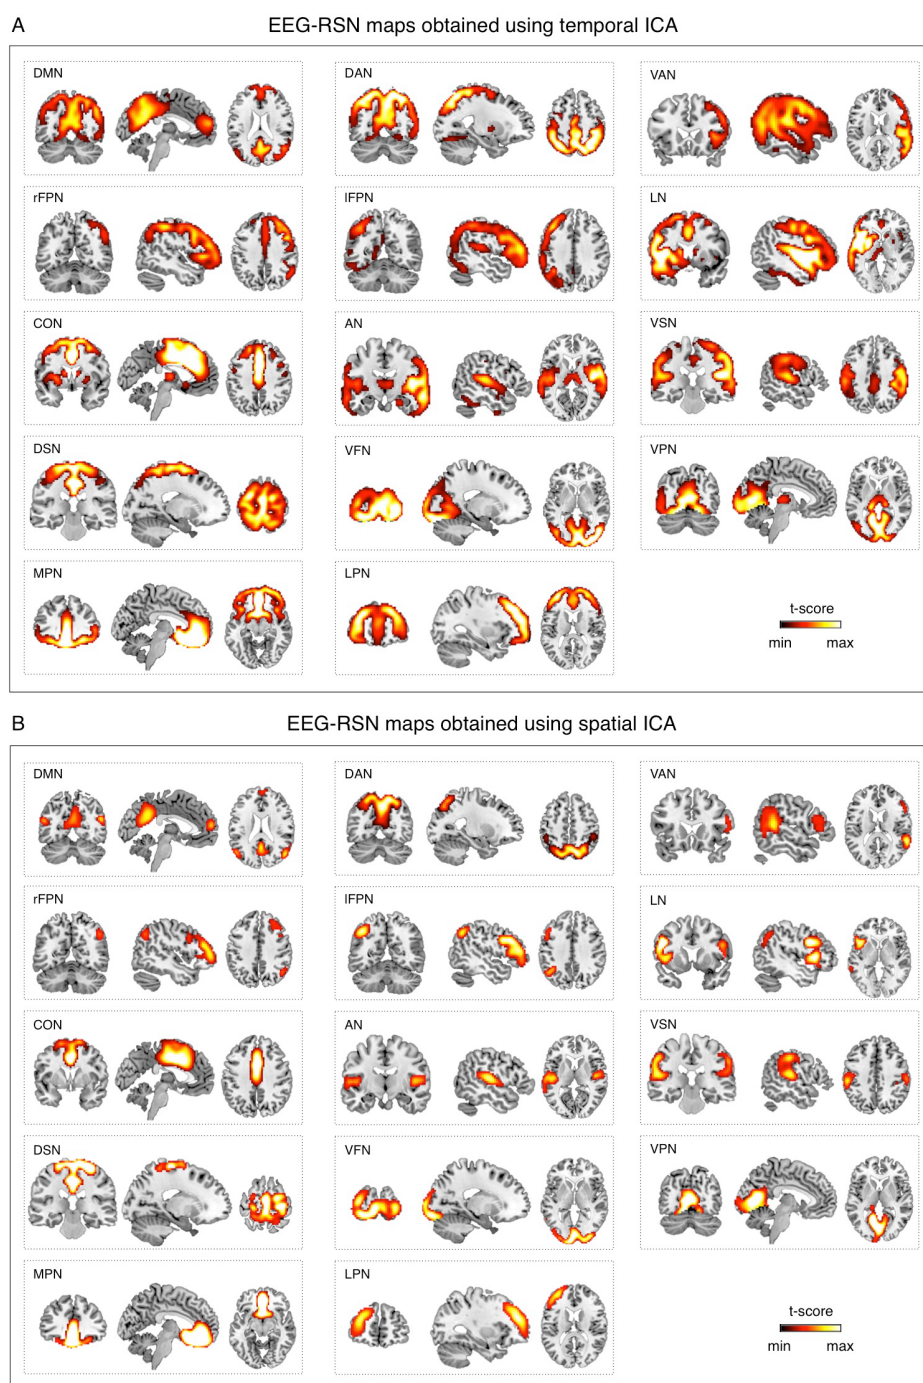 A
EEG-RSN maps obtained using temporal ICA
DMN
DAN
VAN
rFPN
lFPN
LN
CON
AN
VSN
DSN
VFN
VPN
MPN
LPN
t-score
min max
B
EEG-RSN maps obtained using spatial ICA
DMN
DAN
VAN
rFPN
lFPN
LN
CON
AN
VSN
DSN
VFN
VPN
MPN
LPN
t-score
min max